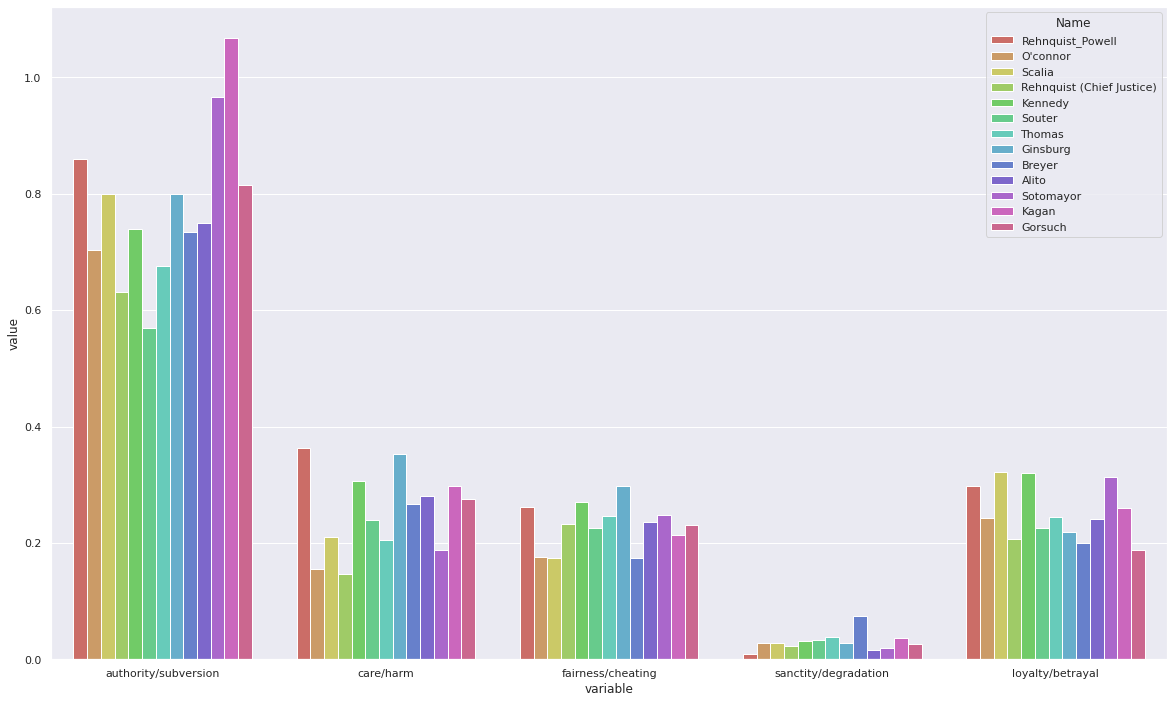 Name
Rehnquist_Powell
O'connor
Scalia
Rehnquist (Chief Justice)
Kennedy
Souter
Thomas
Ginsburg
Breyer
Alito
Sotomayor
Kagan
Gorsuch
value
1.0
0.8
0.6
0.4
0.2
0.0
authority/subversion
care/harm
fairness/cheating
sanctity/degradation
loyalty/betrayal
variable